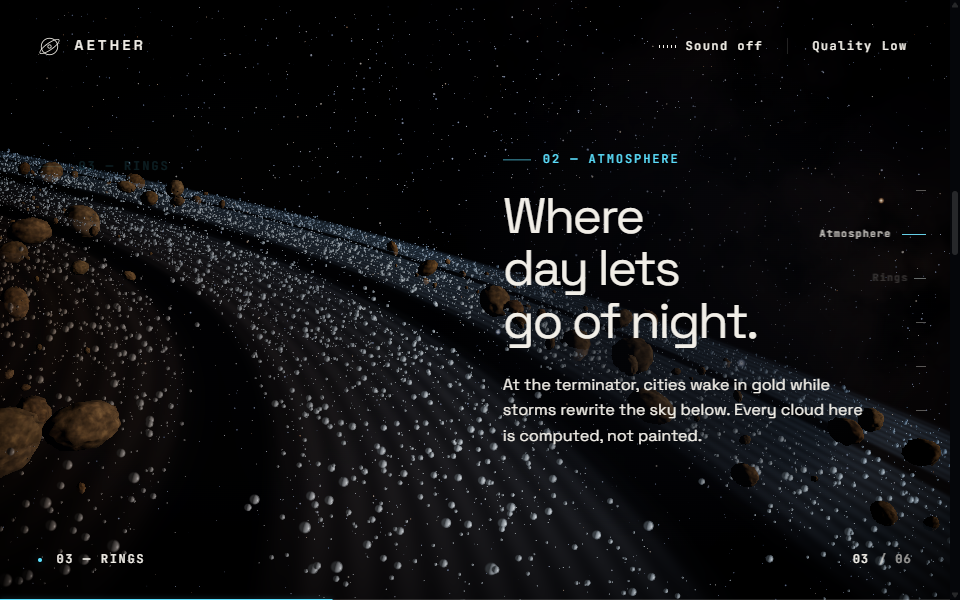 AETHER
Sound off
Quality Low
03 — RINGS
02 — ATMOSPHERE
Where
day lets
go of night.
Atmosphere
Rings
At the terminator, cities wake in gold while
storms rewrite the sky below. Every cloud here
is computed, not painted.
03 — RINGS
03 / 06